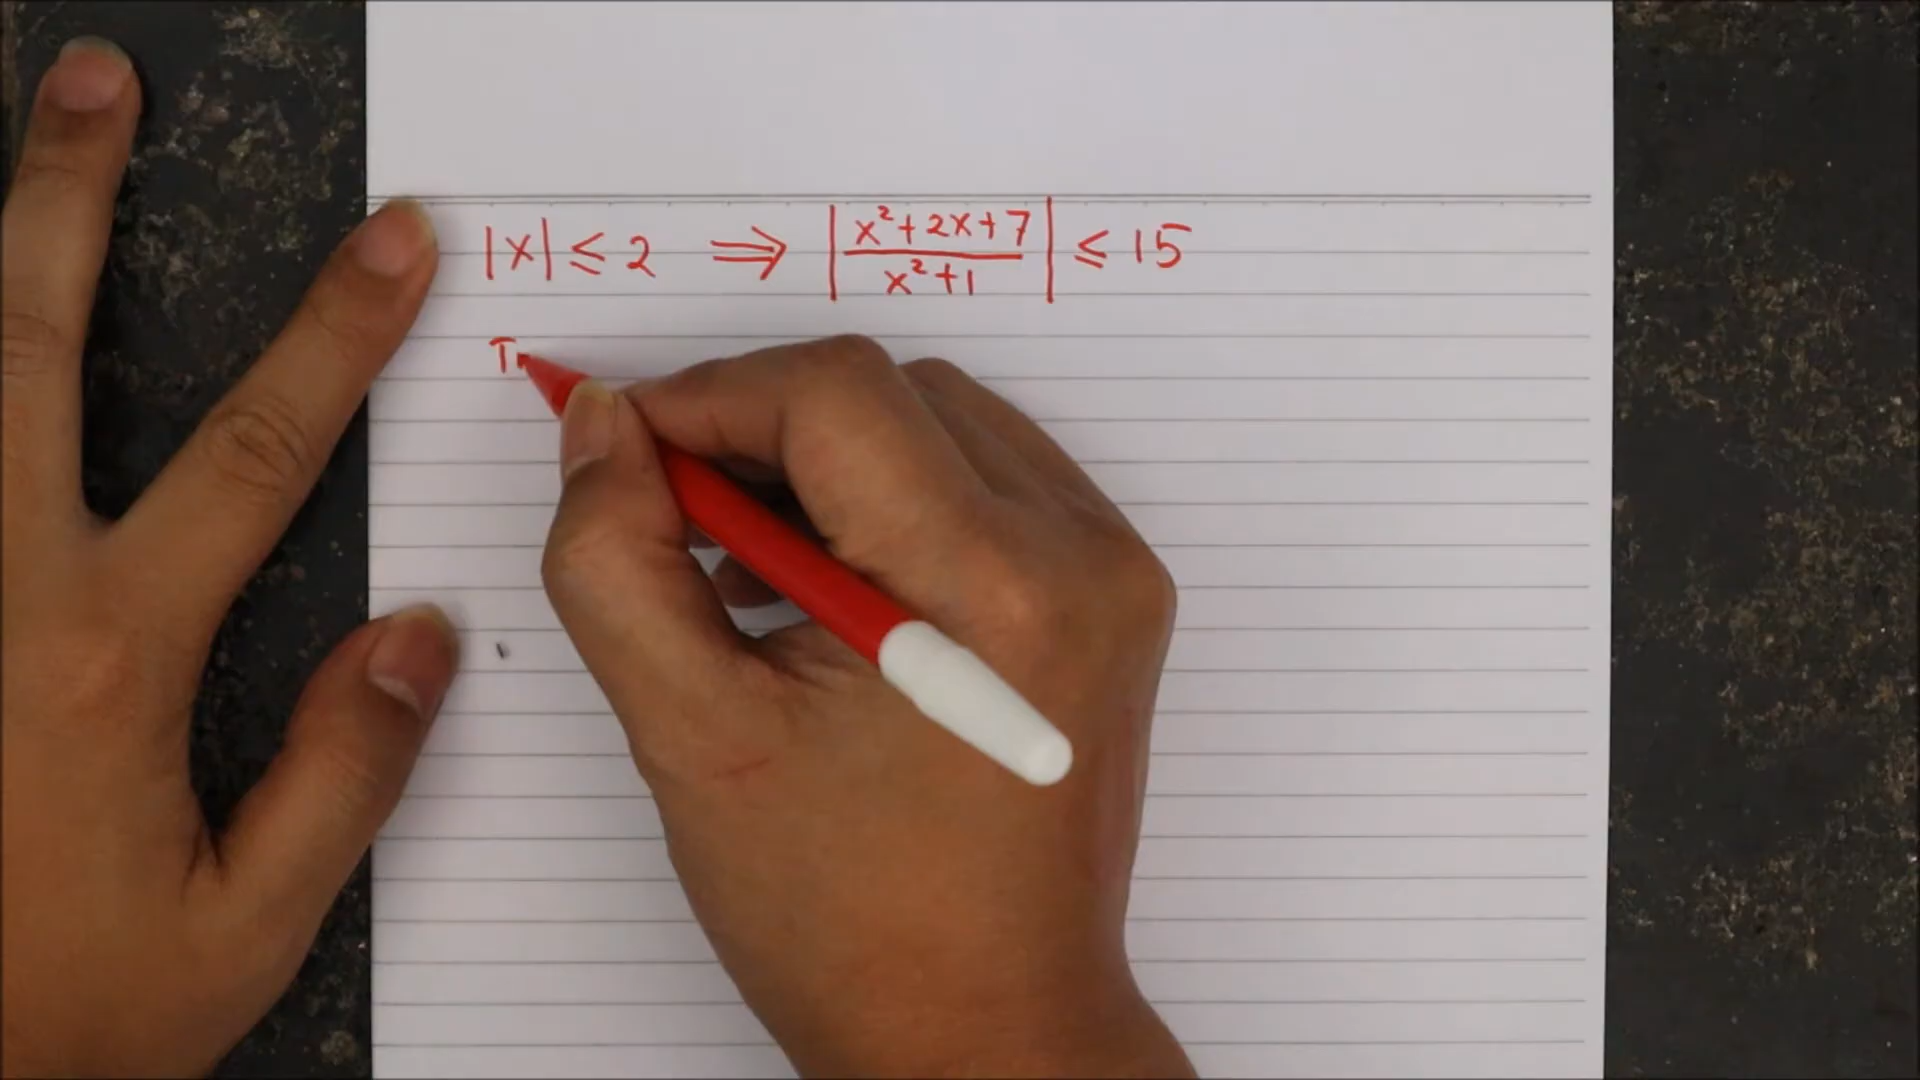 |x| ≤ 2 ⟹ |(x²+2x+7)/(x²+1)| ≤ 15